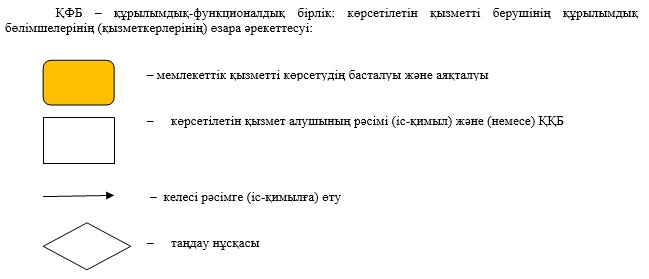 ҚФБ – құрылымдық-функционалдық бірлік: көрсетілетін қызметті берушінің құрылымдық
бөлімшелерінің (қызметкерлерінің) өзара әрекеттесуі:
– мемлекеттік қызметті көрсетудің басталуы және аяқталуы
– көрсетілетін қызмет алушының рәсімі (іс-қимыл) және (немесе) ҚҚБ
– келесі рәсімге (іс-қимылға) өту
– таңдау нұсқасы